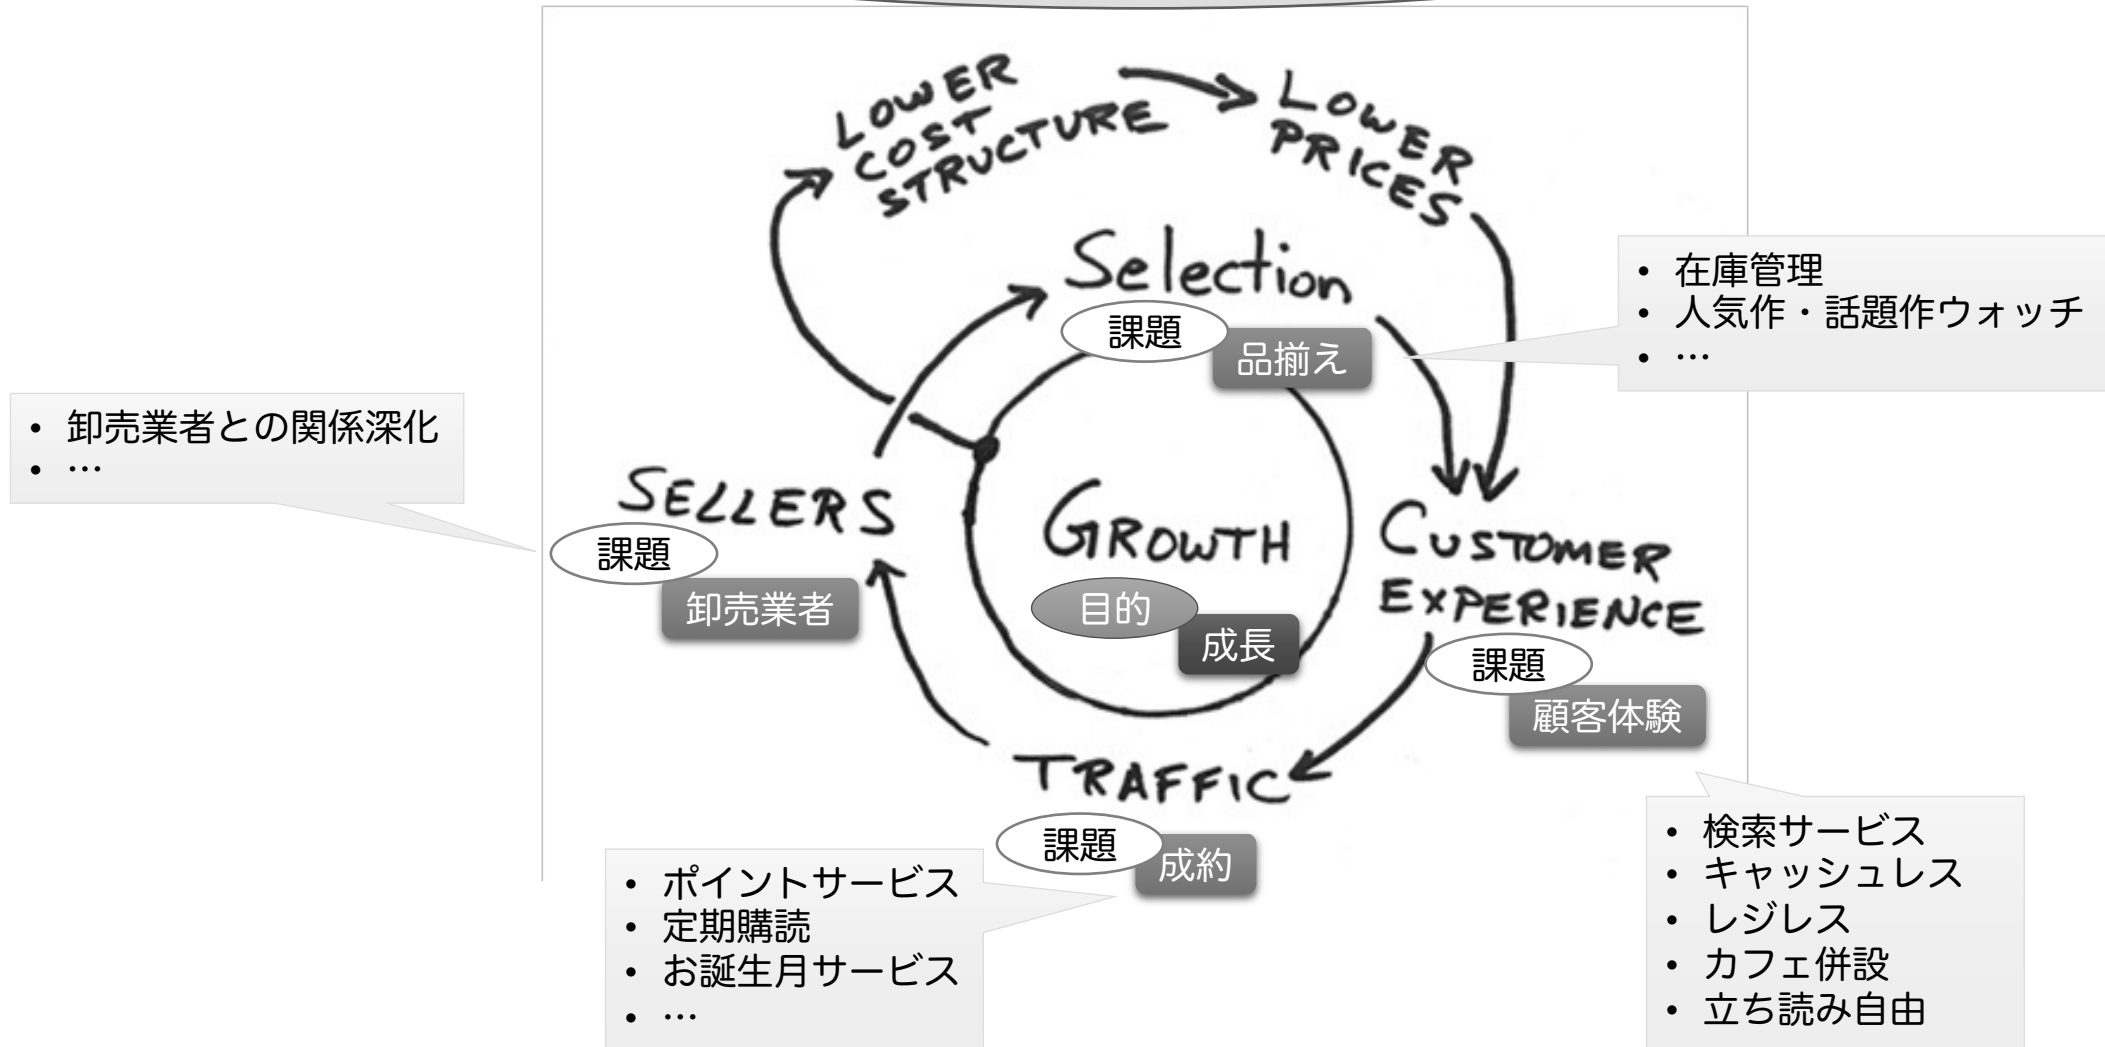 LOWER
COST
STRUCTURE
LOWER
PRICES
Selection
課題
品揃え
• 在庫管理
• 人気作・話題作ウォッチ
• …
• 卸売業者との関係深化
• …
SELLERS
課題
卸売業者
GROWTH
目的
成長
CUSTOMER
EXPERIENCE
課題
顧客体験
TRAFFIC
課題
成約
• ポイントサービス
• 定期購読
• お誕生月サービス
• …
• 検索サービス
• キャッシュレス
• レジレス
• カフェ併設
• 立ち読み自由